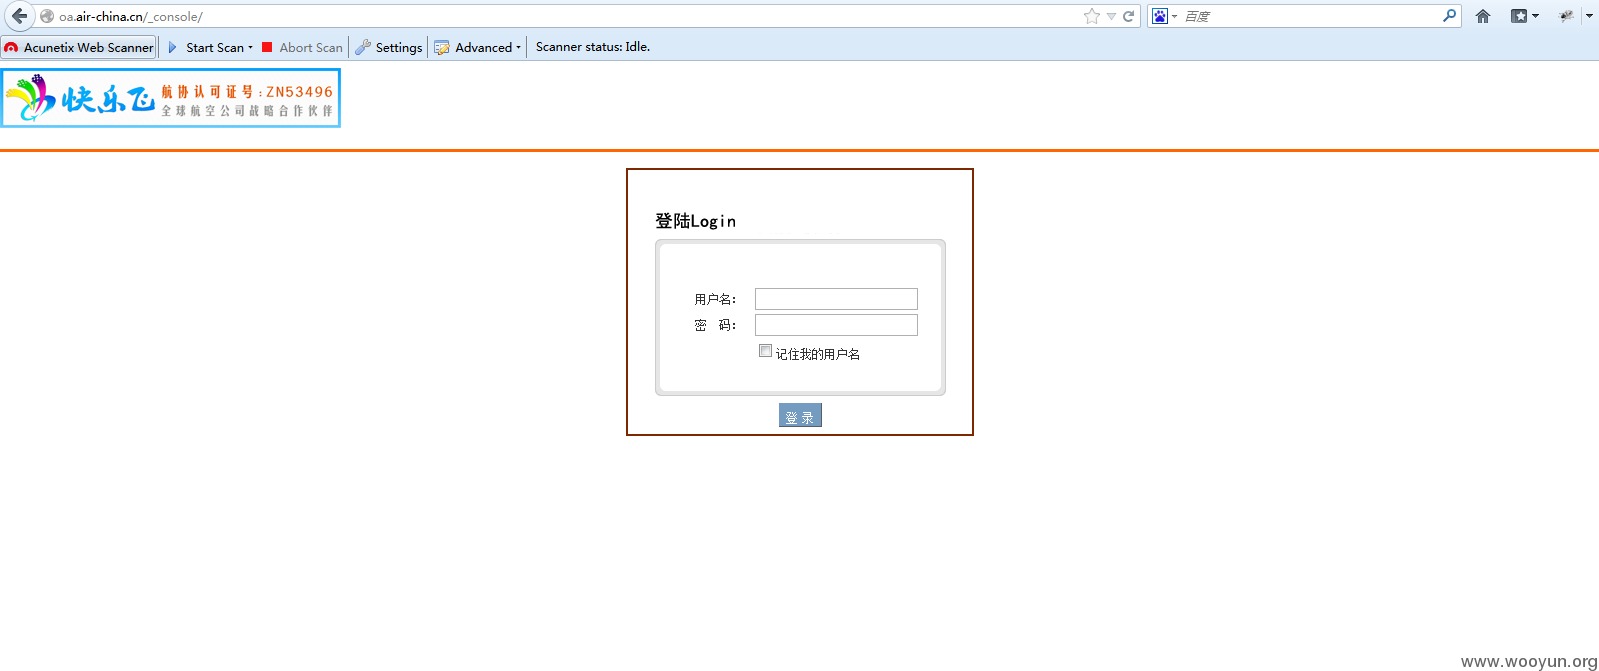 oa.air-china.cn/_console/
百度
Acunetix Web Scanner Start Scan Abort Scan Settings Advanced Scanner status: Idle.
快乐飞 航协认可证号:ZN53496
全球航空公司战略合作伙伴
登陆Login
用户名:
密 码:
记住我的用户名
登 录
www.wooyun.org